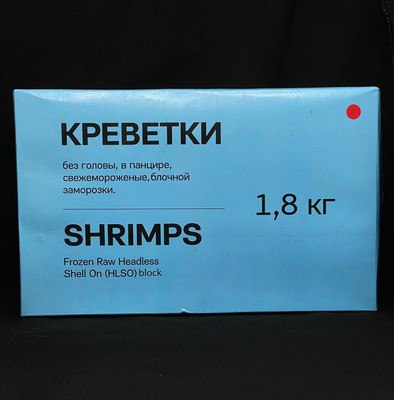 КРЕВЕТКИ
без головы, в панцире,
свежемороженые,блочной
заморозки.
1,8 кг
SHRIMPS
Frozen Raw Headless
Shell On (HLSO) block